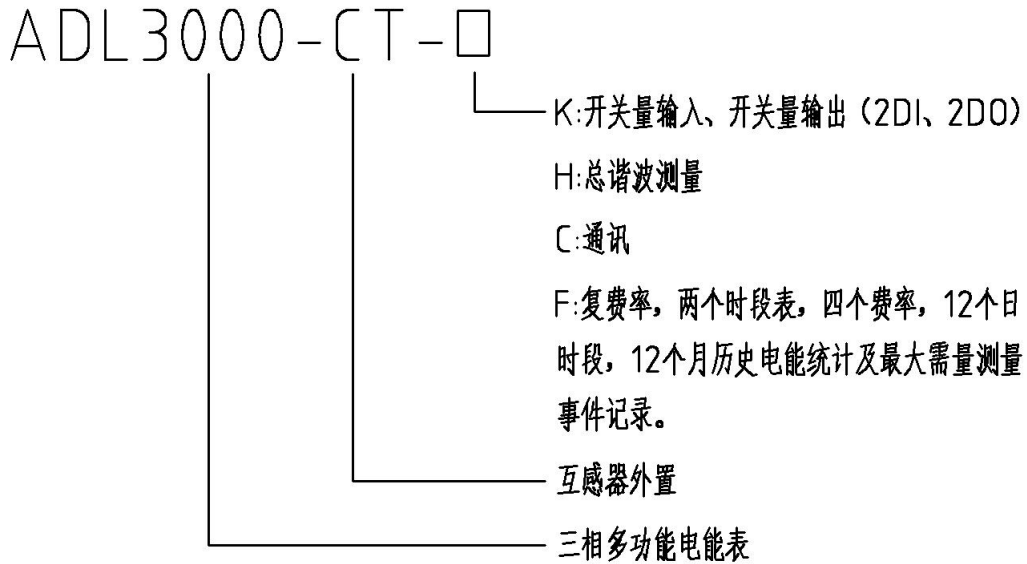 ADL3000-CT-□
K:开关量输入、开关量输出（2DI、2DO）
H:总谐波测量
C:通讯
F:复费率，两个时段表，四个费率，12个日
时段，12个月历史电能统计及最大需量测量
事件记录。
互感器外置
三相多功能电能表